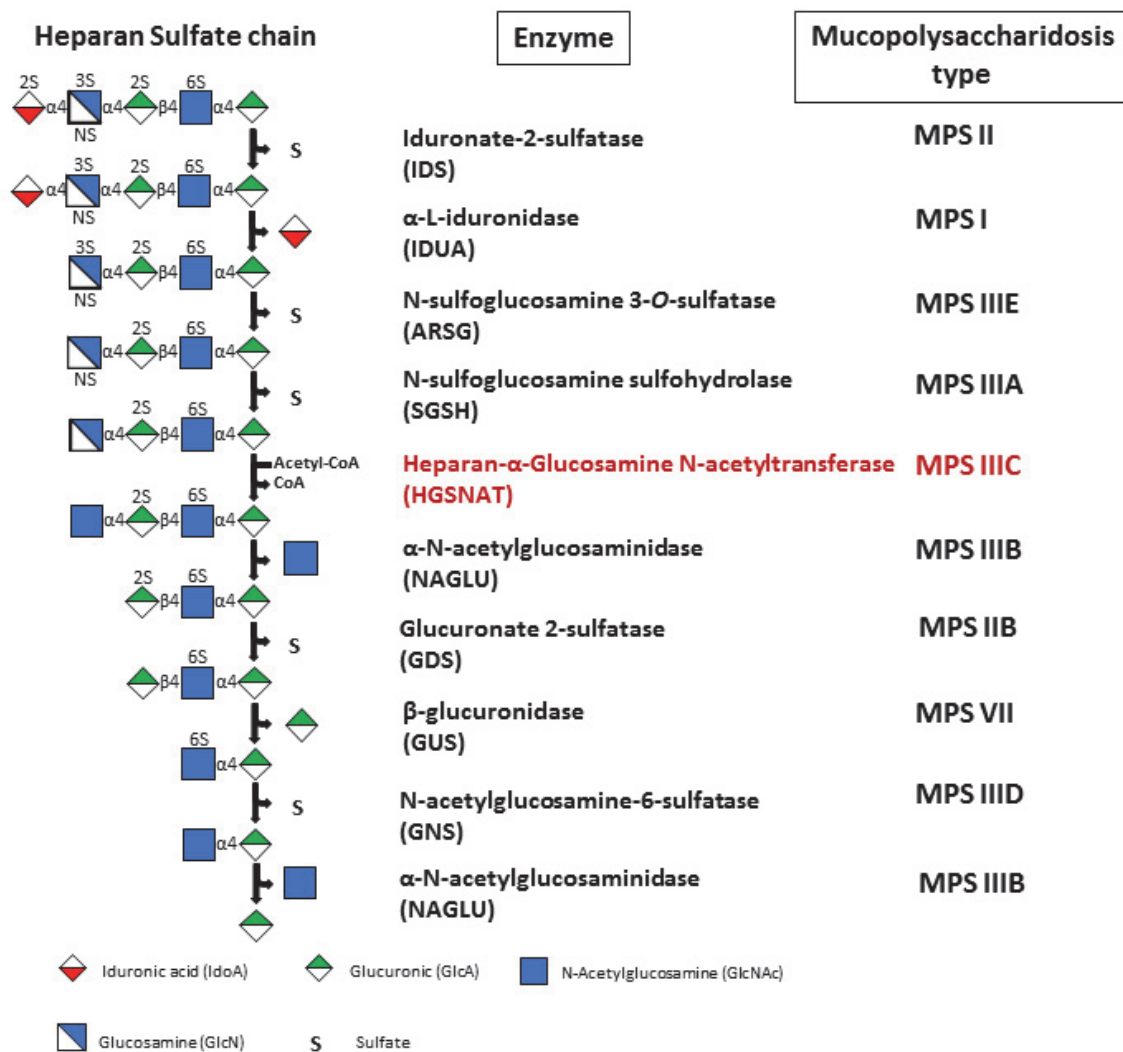 Heparan Sulfate chain
Enzyme
Mucopolysaccharidosis
type
2S 3S 2S 6S
α4 α4 β4 α4
NS
S
Iduronate-2-sulfatase
(IDS)
MPS II
3S 2S 6S
α4 α4 β4 α4
NS
α-L-iduronidase
(IDUA)
MPS I
3S 2S 6S
α4 β4 α4
NS
S
N-sulfoglucosamine 3-O-sulfatase
(ARSG)
MPS IIIE
2S 6S
α4 β4 α4
NS
S
N-sulfoglucosamine sulfohydrolase
(SGSH)
MPS IIIA
2S 6S
α4 β4 α4
Acetyl-CoA
CoA
Heparan-α-Glucosamine N-acetyltransferase
(HGSNAT)
MPS IIIC
2S 6S
α4 β4 α4
α-N-acetylglucosaminidase
(NAGLU)
MPS IIIB
2S 6S
β4 α4
S
Glucuronate 2-sulfatase
(GDS)
MPS IIB
6S
β4 α4
β-glucuronidase
(GUS)
MPS VII
6S
α4
S
N-acetylglucosamine-6-sulfatase
(GNS)
MPS IIID
α4
α-N-acetylglucosaminidase
(NAGLU)
MPS IIIB
Iduronic acid (IdoA)
Glucuronic (GlcA)
N-Acetylglucosamine (GlcNAc)
Glucosamine (GlcN)
S Sulfate